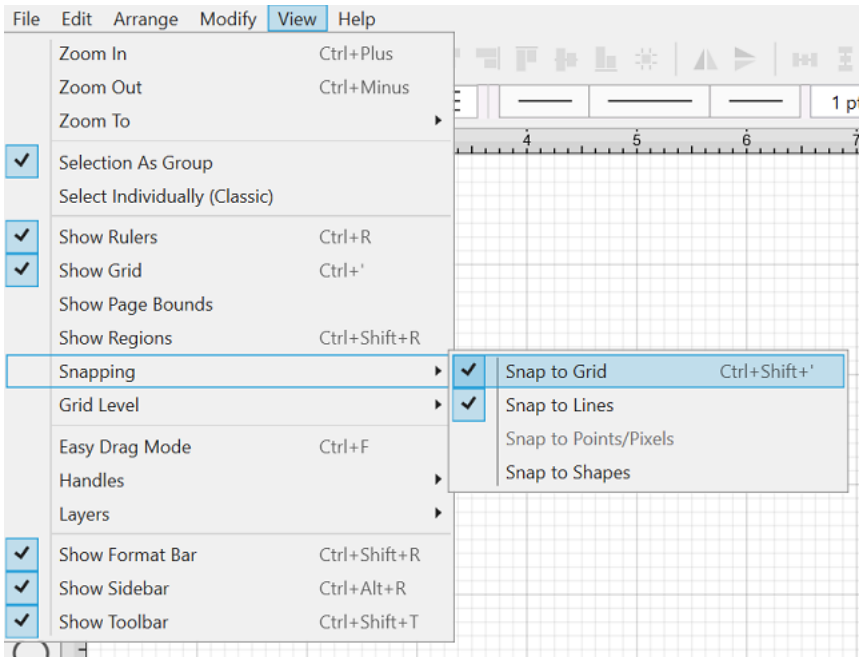 File Edit Arrange Modify View Help
Zoom In Ctrl+Plus
Zoom Out Ctrl+Minus
Zoom To
1 p
4 5 6 7
Selection As Group
Select Individually (Classic)
Show Rulers Ctrl+R
Show Grid Ctrl+'
Show Page Bounds
Show Regions Ctrl+Shift+R
Snapping
Snap to Grid Ctrl+Shift+'
Grid Level
Snap to Lines
Snap to Points/Pixels
Easy Drag Mode Ctrl+F
Handles
Snap to Shapes
Layers
Show Format Bar Ctrl+Shift+R
Show Sidebar Ctrl+Alt+R
Show Toolbar Ctrl+Shift+T